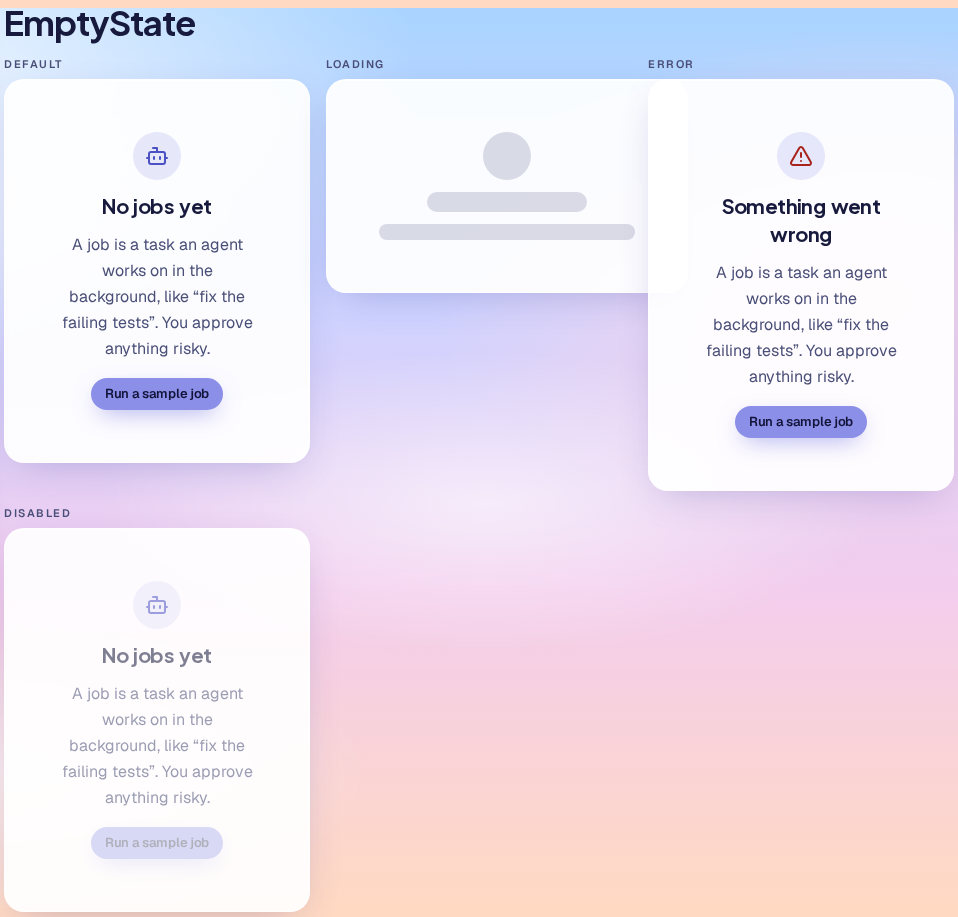 EmptyState
DEFAULT
No jobs yet
A job is a task an agent
works on in the
background, like “fix the
failing tests”. You approve
anything risky.
Run a sample job
LOADING
ERROR
Something went
wrong
A job is a task an agent
works on in the
background, like “fix the
failing tests”. You approve
anything risky.
Run a sample job
DISABLED
No jobs yet
A job is a task an agent
works on in the
background, like “fix the
failing tests”. You approve
anything risky.
Run a sample job